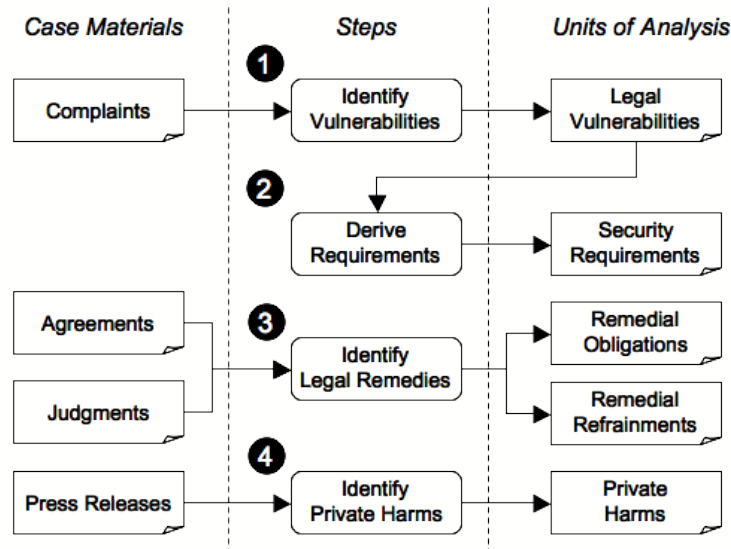 Case Materials
Steps
Units of Analysis
1
Complaints
Identify
Vulnerabilities
Legal
Vulnerabilities
2
Derive
Requirements
Security
Requirements
Agreements
Judgments
3
Identify
Legal Remedies
Remedial
Obligations
Remedial
Refrainments
4
Press Releases
Identify
Private Harms
Private
Harms